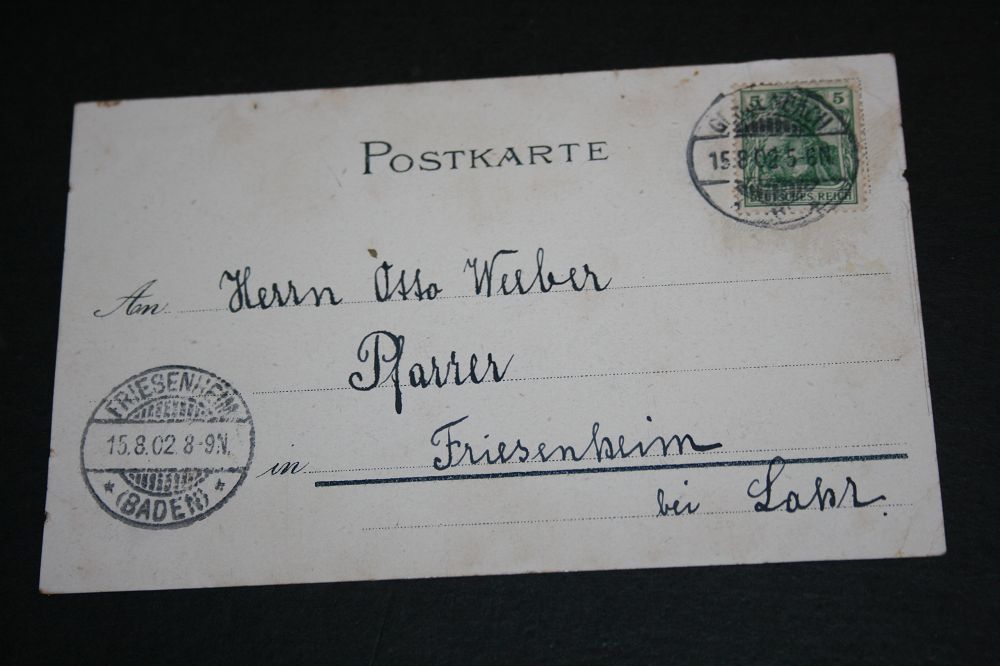 POSTKARTE
5 5
DEUTSCHES REICH
15.8.02 5-6N
An Herrn Otto Weeber
Pfarrer
in Friesenheim
bei Lahr.
FRIESENHEIM
15.8.02 8-9N.
* (BADEN) *